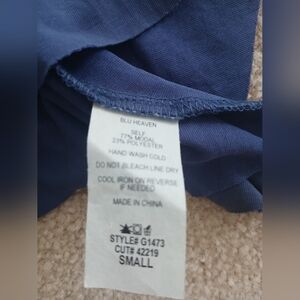 BLU HEAVEN
SELF
77% MODAL
23% POLYESTER
HAND WASH COLD
DO NOT BLEACH LINE DRY
COOL IRON ON REVERSE
IF NEEDED
MADE IN CHINA
STYLE# G1473
CUT# 42219
SMALL